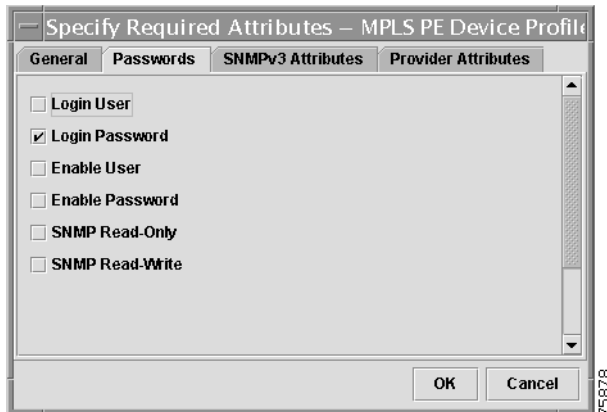 Specify Required Attributes – MPLS PE Device Profile
General Passwords SNMPv3 Attributes Provider Attributes
Login User
Login Password
Enable User
Enable Password
SNMP Read-Only
SNMP Read-Write
OK Cancel
75878